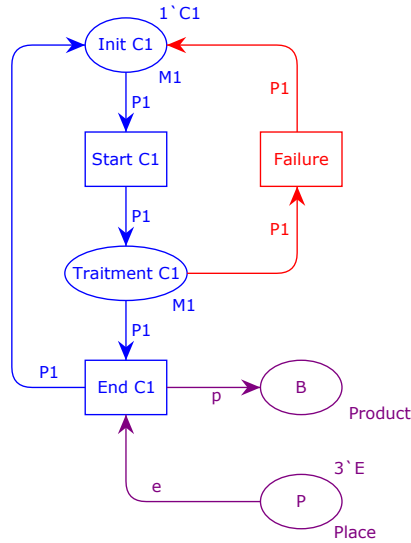 1`C1
Init C1
M1
P1
P1
Start C1
Failure
P1
P1
Traitment C1
M1
P1
P1
End C1
B
p
Product
3`E
e
P
Place